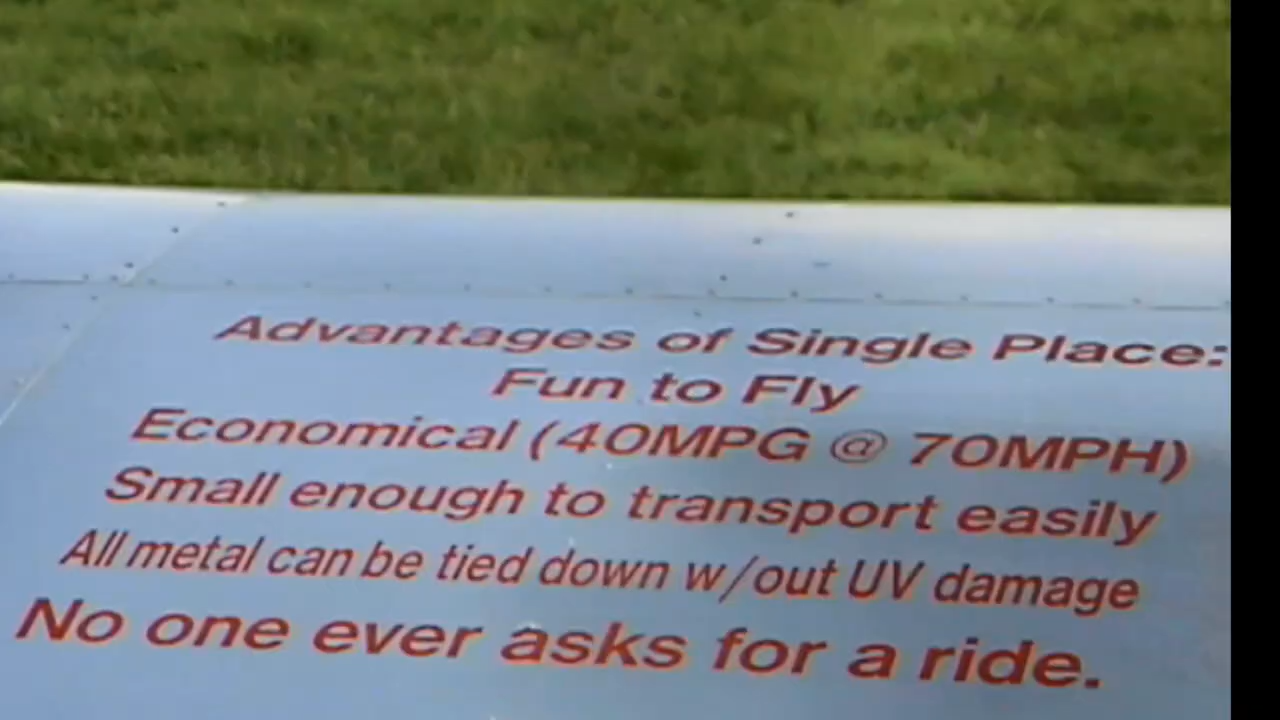 Advantages of Single Place:
Fun to Fly
Economical (40MPG @ 70MPH)
Small enough to transport easily
All metal can be tied down w/out UV damage
No one ever asks for a ride.